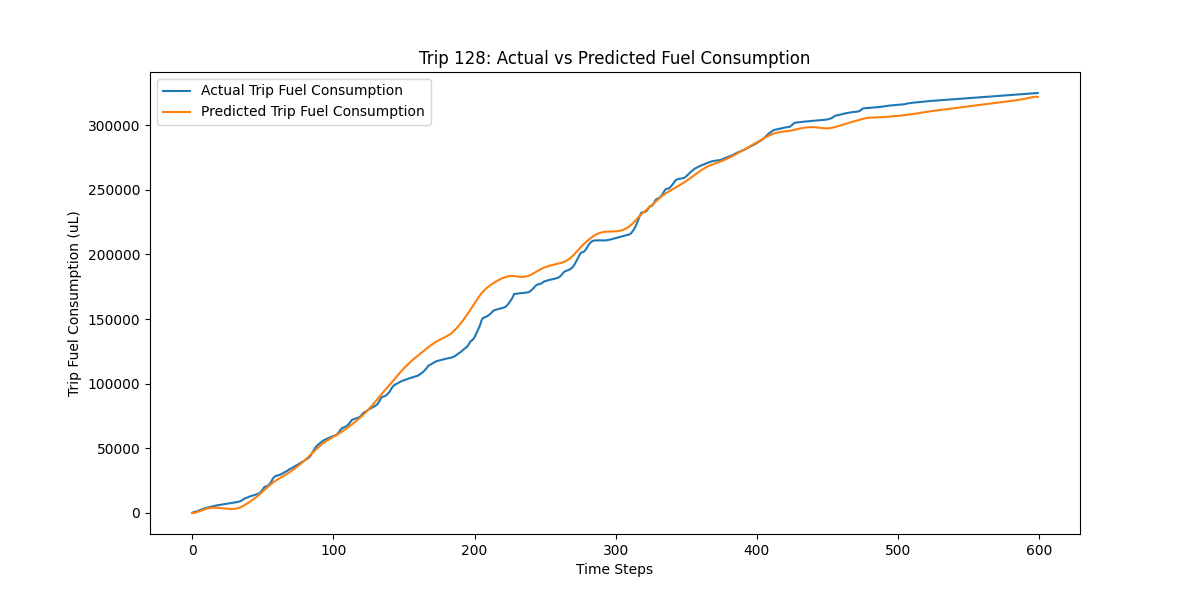 Trip 128: Actual vs Predicted Fuel Consumption
Actual Trip Fuel Consumption
Predicted Trip Fuel Consumption
Trip Fuel Consumption (uL)
300000
250000
200000
150000
100000
50000
0
0 100 200 300 400 500 600
Time Steps